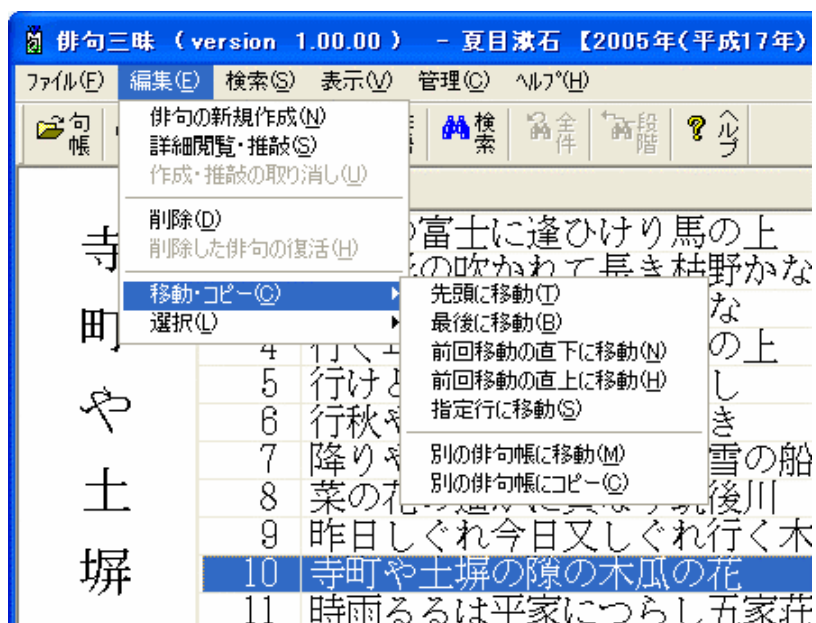 俳句三昧 （version 1.00.00） - 夏目漱石 【2005年(平成17年)
ﾌｧｲﾙ(F) 編集(E) 検索(S) 表示(V) 管理(C) ﾍﾙﾌﾟ(H)
句帳 検索 全件 段階 ヘルプ
俳句の新規作成(N)
詳細閲覧・推敲(S)
作成・推敲の取り消し(U)
削除(D)
削除した俳句の復活(H)
移動・コピー(C)
選択(L)
先頭に移動(T)
最後に移動(B)
前回移動の直下に移動(N)
前回移動の直上に移動(H)
指定行に移動(S)
別の俳句帳に移動(M)
別の俳句帳にコピー(C)
寺町や土塀
富士に逢ひけり馬の上
の吹かれて長き枯野かな
な
4 行く の上
5 行けど し
6 行秋や き
7 降りや 雪の船
8 菜の花の 後川
9 昨日しぐれ今日又しぐれ行く木
10 寺町や土塀の隙の木瓜の花
11 時雨るるは平家につらし五家荘